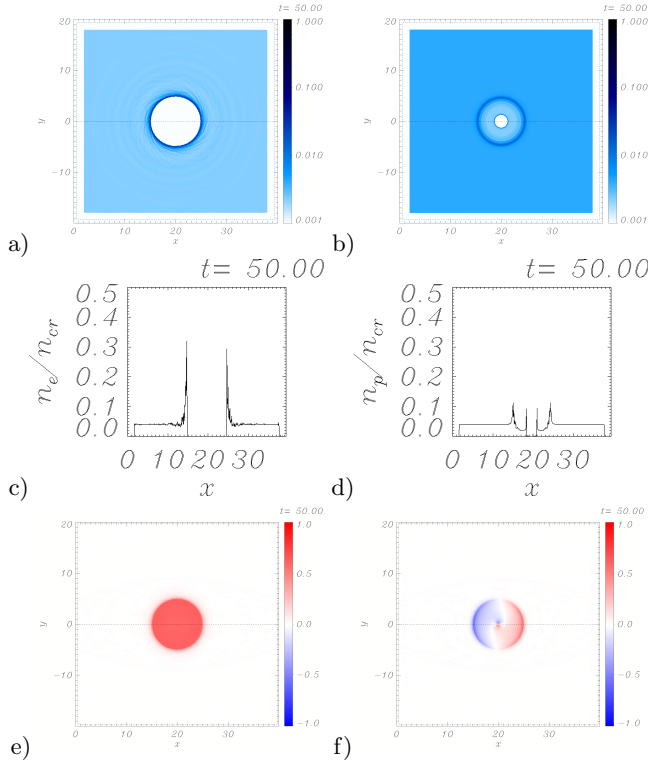 t= 50.00 t= 50.00
20 1.000 20 1.000
10 10
0.100 0.100
y 0 y 0
0.010 0.010
-10 -10
0.001 0.001
0 10 20 30 0 10 20 30
x x
a) b)
t= 50.00 t= 50.00
0.5 0.5
0.4 0.4
0.3 0.3
n_e/n_cr n_p/n_cr
0.2 0.2
0.1 0.1
0.0 0.0
0 10 20 30 0 10 20 30
x x
c) d)
t= 50.00 t= 50.00
20 1.0 20 1.0
10 0.5 10 0.5
y 0 0.0 y 0 0.0
-10 -0.5 -10 -0.5
-1.0 -1.0
0 10 20 30 0 10 20 30
x x
e) f)